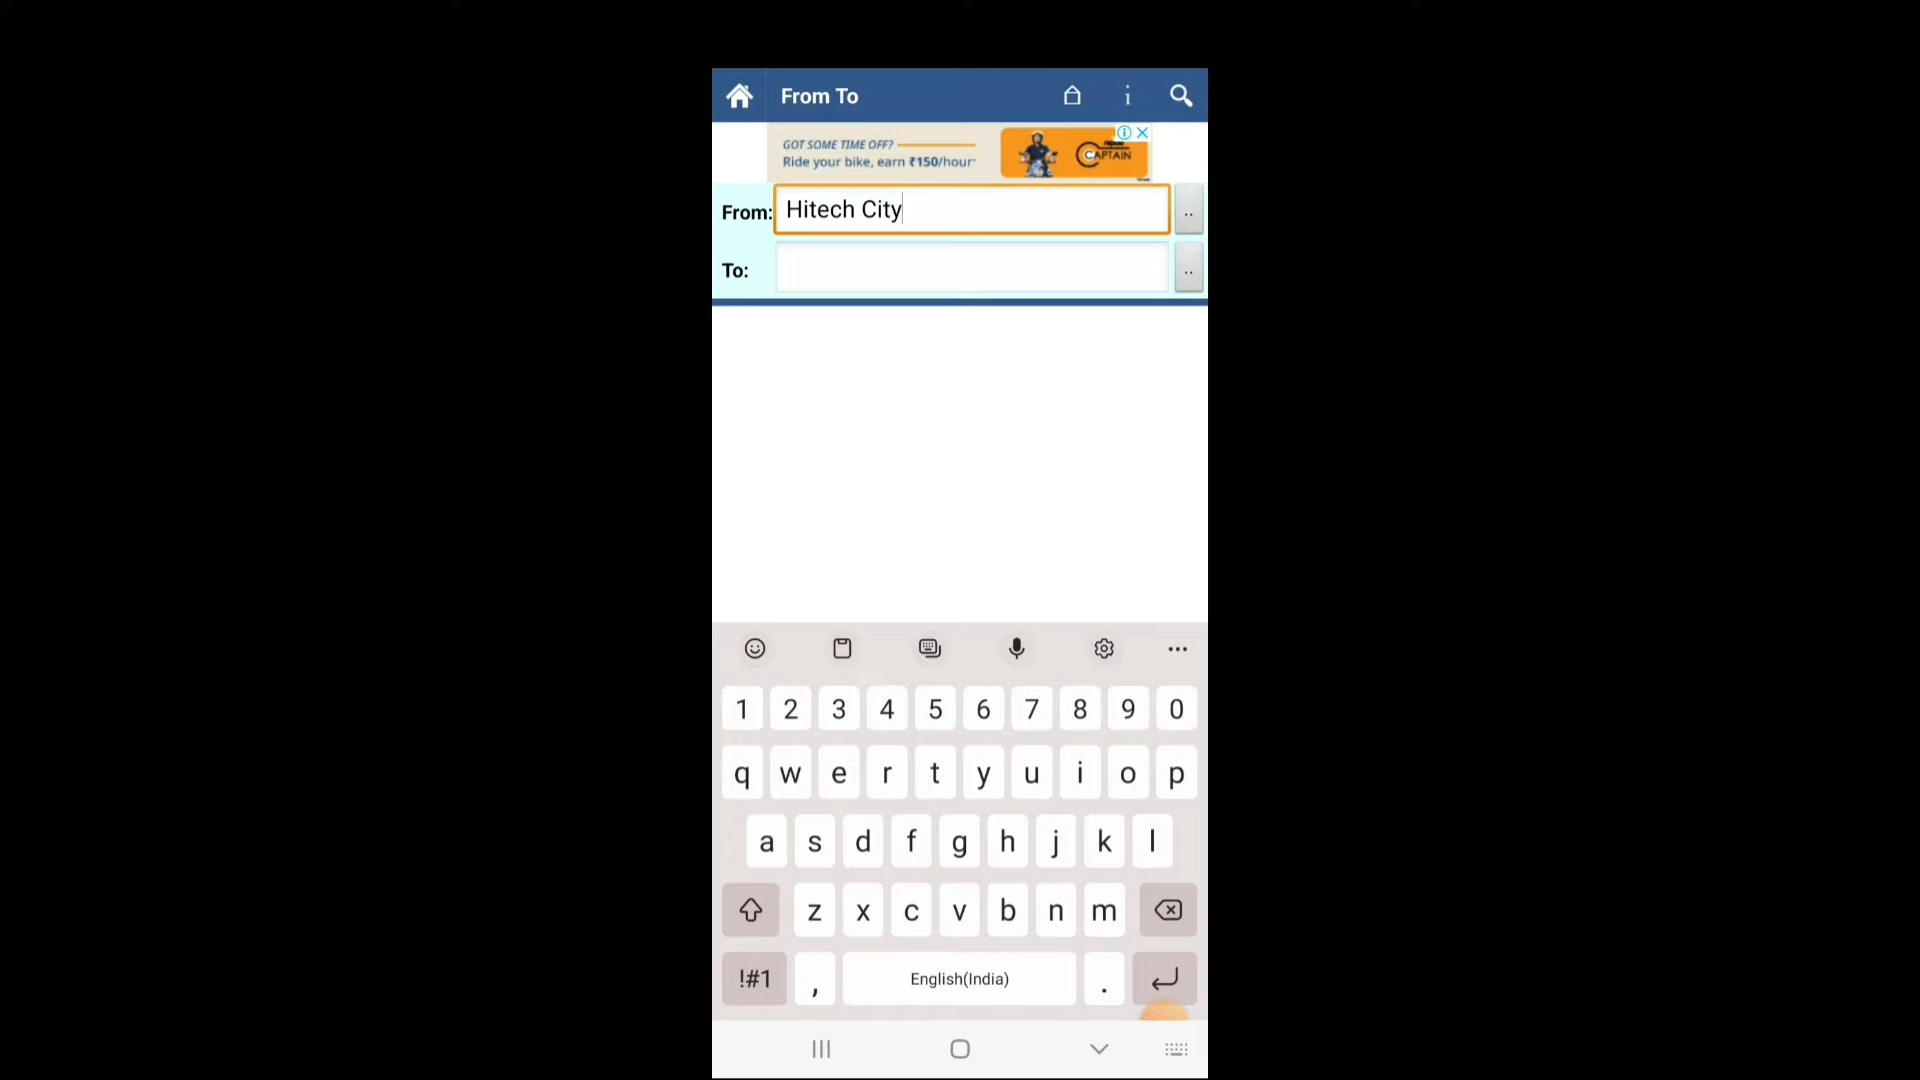 From To
GOT SOME TIME OFF?
Ride your bike, earn ₹150/hour*
CAPTAIN
From: Hitech City ..
To: ..
1 2 3 4 5 6 7 8 9 0
q w e r t y u i o p
a s d f g h j k l
z x c v b n m
!#1 , English(India) .